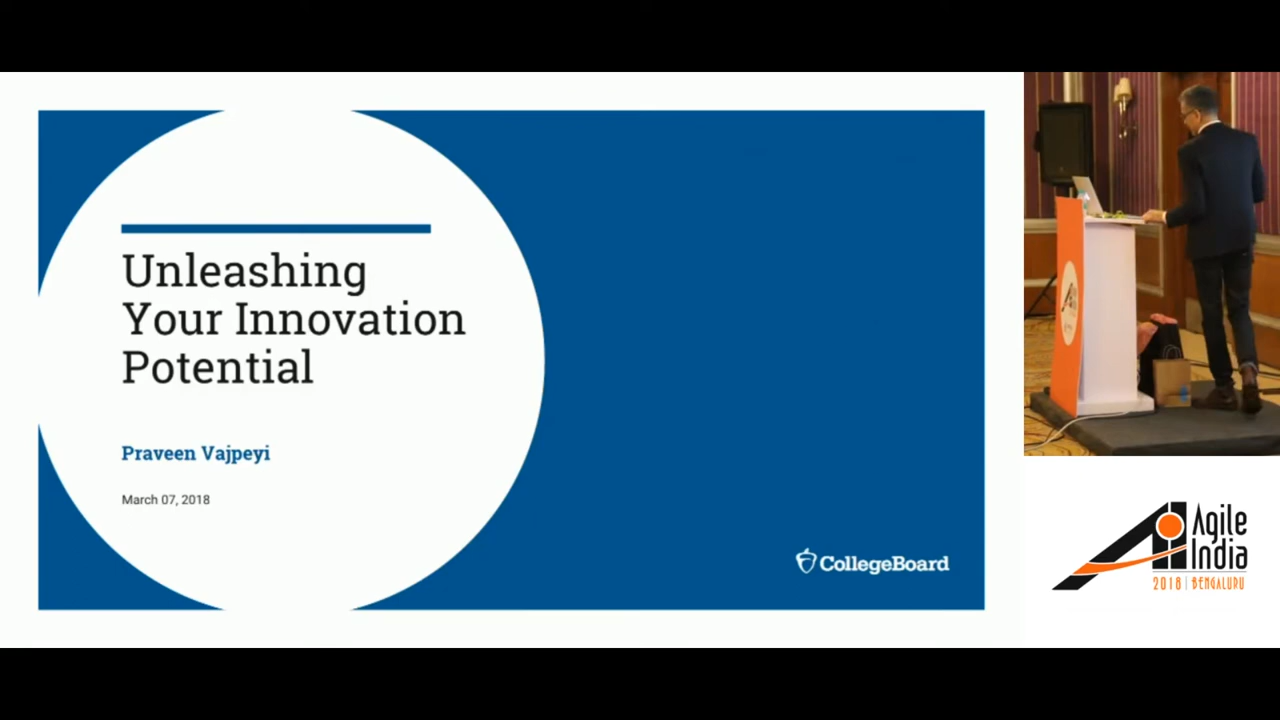 Unleashing
Your Innovation
Potential
Praveen Vajpeyi
March 07, 2018
CollegeBoard
Agile
India
2018 | BENGALURU